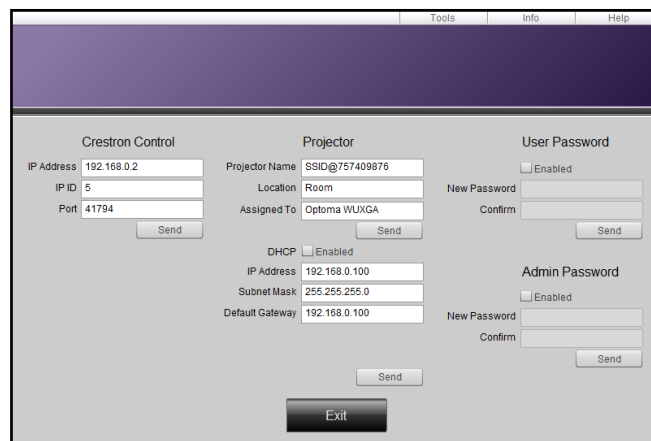 Tools Info Help
Crestron Control Projector User Password
IP Address 192.168.0.2 Projector Name SSID@757409876 Enabled
IP ID 5 Location Room New Password
Port 41794 Assigned To Optoma WUXGA Confirm
Send Send Send
DHCP Enabled
IP Address 192.168.0.100 Admin Password
Subnet Mask 255.255.255.0 Enabled
Default Gateway 192.168.0.100 New Password
Confirm
Send
Send
Exit